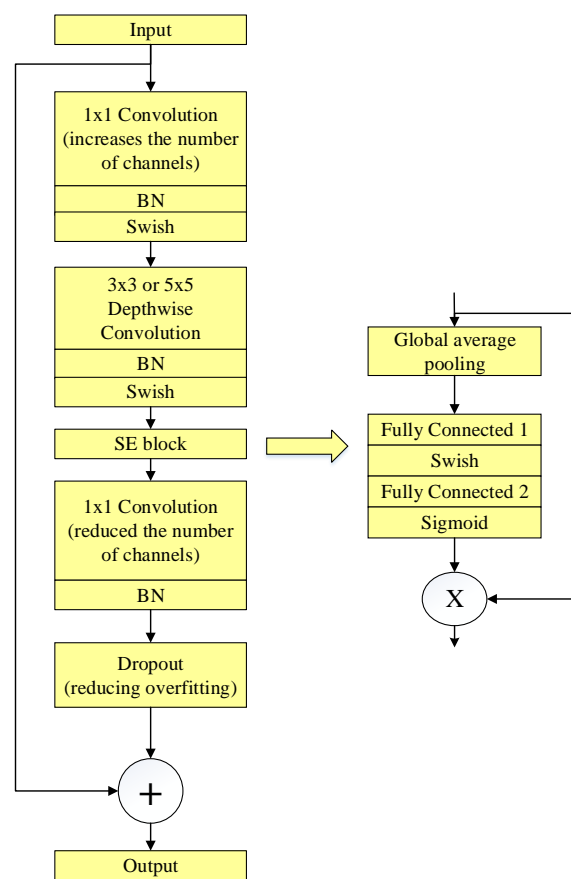 Input
1x1 Convolution
(increases the number
of channels)
BN
Swish
3x3 or 5x5
Depthwise
Convolution
BN
Swish
SE block
1x1 Convolution
(reduced the number
of channels)
BN
Dropout
(reducing overfitting)
+
Output
Global average
pooling
Fully Connected 1
Swish
Fully Connected 2
Sigmoid
X